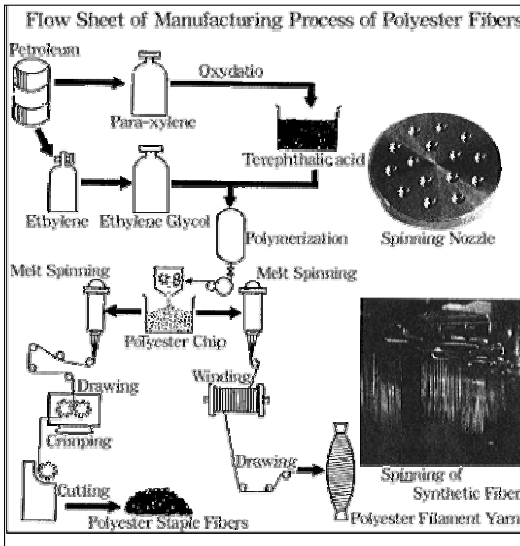 Flow Sheet of Manufacturing Process of Polyester Fibers
Petroleum
Oxydatio
Para-xylene
Terephthalic acid
Ethylene
Ethylene Glycol
Polymerization
Spinning Nozzle
Melt Spinning
Melt Spinning
Polyester Chip
Drawing
Winding
Crimping
Drawing
Cutting
Spinning of
Synthetic Fiber
Polyester Staple Fibers
Polyester Filament Yarn